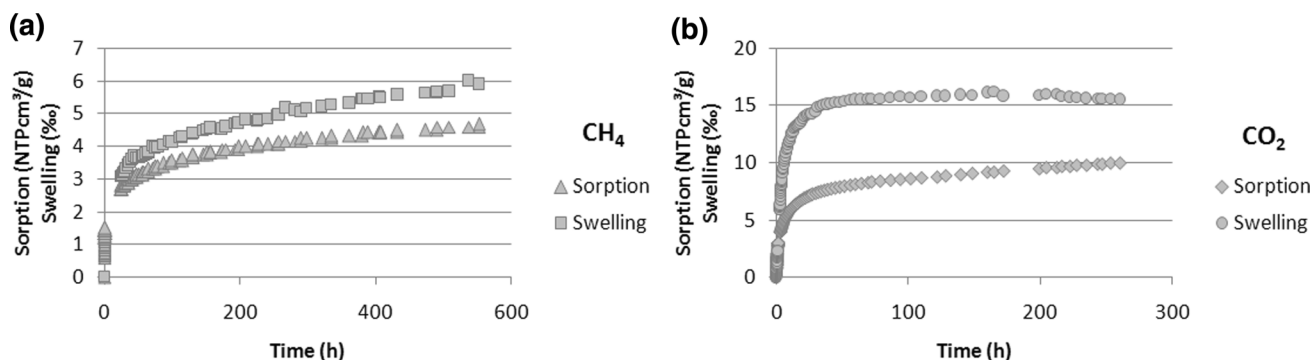 (a)
7
6
5
4
3
2
1
0
Sorption (NTPcm³/g)
Swelling (‰)
0 200 400 600
Time (h)
CH₄
Sorption
Swelling
(b)
20
15
10
5
0
Sorption (NTPcm³/g)
Swelling (‰)
0 100 200 300
Time (h)
CO₂
Sorption
Swelling